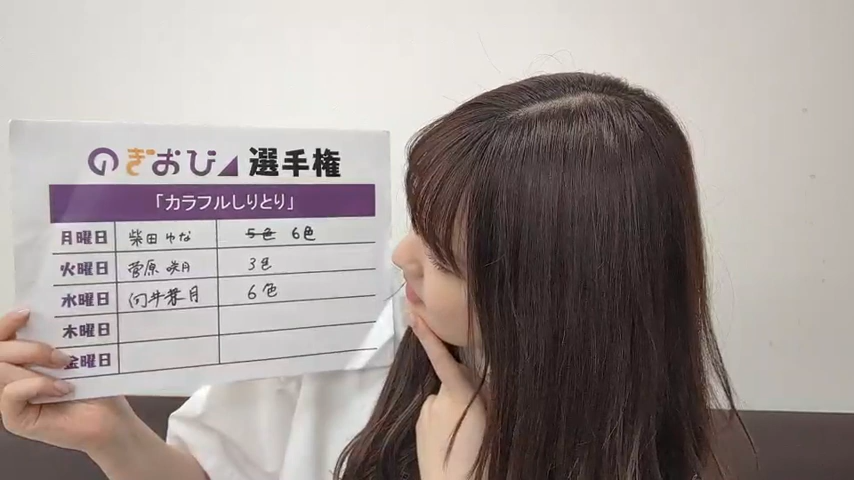 のぎおび 選手権
「カラフルしりとり」
月曜日 柴田 ゆな 5色 6色
火曜日 菅原 咲月 3色
水曜日 向井葉月 6色
木曜日
金曜日